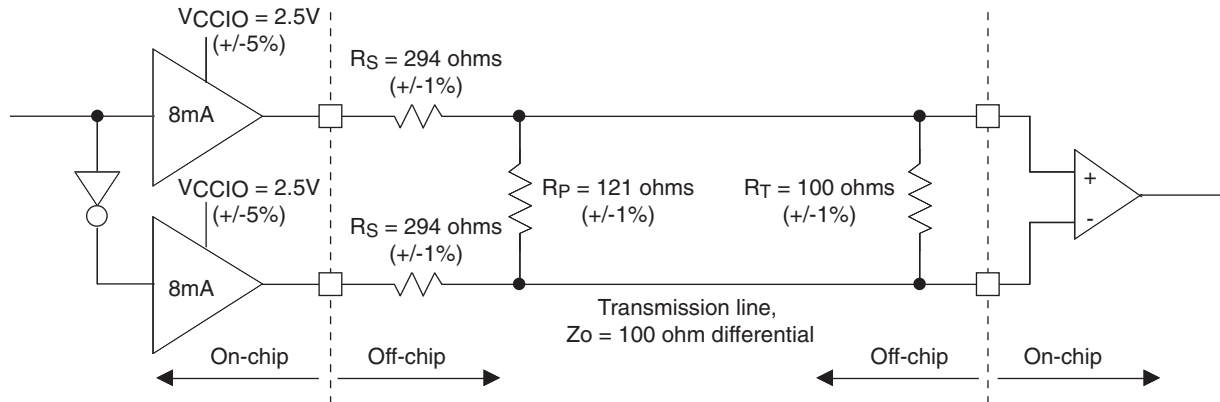 VCCIO = 2.5V
(+/-5%)
8mA
RS = 294 ohms
(+/-1%)
VCCIO = 2.5V
(+/-5%)
8mA
RS = 294 ohms
(+/-1%)
RP = 121 ohms
(+/-1%)
RT = 100 ohms
(+/-1%)
+
-
Transmission line,
Zo = 100 ohm differential
On-chip
Off-chip
Off-chip
On-chip